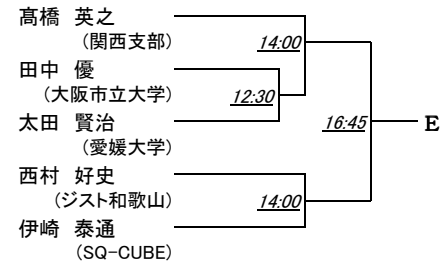 髙橋 英之
(関西支部)
14:00
田中 優
(大阪市立大学)
12:30
太田 賢治
(愛媛大学)
16:45
E
西村 好史
(ジスト和歌山)
14:00
伊崎 泰通
(SQ-CUBE)